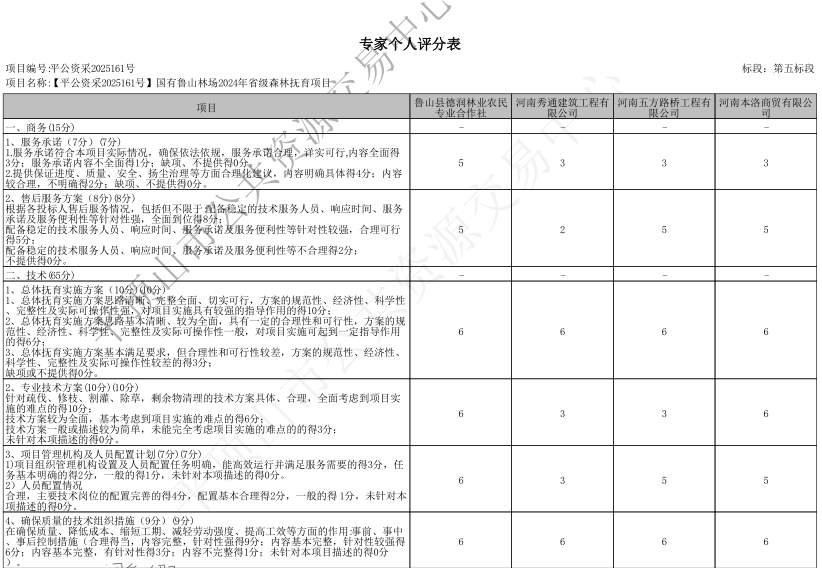 专家个人评分表
项目编号:平公资采2025161号
标段：第五标段
项目名称:【平公资采2025161号】国有鲁山林场2024年省级森林抚育项目
项目 鲁山县德润林业农民专业合作社 河南秀通建筑工程有限公司 河南五方路桥工程有限公司 河南本洛商贸有限公司
一、商务(15分) — — — —
1、服务承诺（7分）(7分)
1.服务承诺符合本项目实际情况，确保依法依规，服务承诺合理，详实可行,内容全面得
3分；服务承诺内容不全面得1分；缺项、不提供得0分。
2.提供保证进度、质量、安全、扬尘治理等方面合理化建议，内容明确具体得4分；内容
较合理，不明确得2分；缺项、不提供得0分。
5 3 3 3
2、售后服务方案（8分)(8分)
根据各投标人售后服务情况，包括但不限于:配备稳定的技术服务人员、响应时间、服务
承诺及服务便利性等针对性强，全面到位得8分；
配备稳定的技术服务人员、响应时间、服务承诺及服务便利性等针对性较强，合理可行
得5分；
配备稳定的技术服务人员、响应时间、服务承诺及服务便利性等不合理得2分；
不提供得0分。
5 2 5 5
二、技术(65分) — — — —
1、总体抚育实施方案（10分)(10分)
1、总体抚育实施方案思路清晰、完整全面、切实可行，方案的规范性、经济性、科学性
、完整性及实际可操作性强，对项目实施具有较强的指导作用的得10分；
2、总体抚育实施方案思路基本清晰、较为全面，具有一定的合理性和可行性，方案的规
范性、经济性、科学性、完整性及实际可操作性一般，对项目实施可起到一定指导作用
的得6分；
3、总体抚育实施方案基本满足要求，但合理性和可行性较差，方案的规范性、经济性、
科学性、完整性及实际可操作性较差的得3分；
缺项或不提供得0分。
6 6 6 6
2、专业技术方案(10分)(10分)
针对疏伐、修枝、割灌、除草，剩余物清理的技术方案具体、合理，全面考虑到项目实
施的难点的得10分；
技术方案较为全面，基本考虑到项目实施的难点的得6分；
技术方案一般或描述较为简单，未能完全考虑项目实施的难点的的得3分；
未针对本项描述的得0分。
6 3 3 6
3、项目管理机构及人员配置计划(7分)(7分)
1)项目组织管理机构设置及人员配置任务明确，能高效运行并满足服务需要的得3分，任
务基本明确的得2分，一般的得1分，未针对本项描述的得0分。
2）人员配置情况
合理，主要技术岗位的配置完善的得4分，配置基本合理得2分，一般的得 1分，未针对本
项描述的得0分。
6 3 5 5
4、确保质量的技术组织措施（9分）(9分)
在确保质量、降低成本、缩短工期、减轻劳动强度、提高工效等方面的作用:事前、事中
、事后控制措施（合理得当，内容完整，针对性强得9分；内容基本完整，针对性较强得
6分；内容基本完整，有针对性得3分；内容不完整得1分；未针对本项目描述的得0分
）。
6 6 6 6
平顶山市公共资源交易中心
平顶山市公共资源交易中心